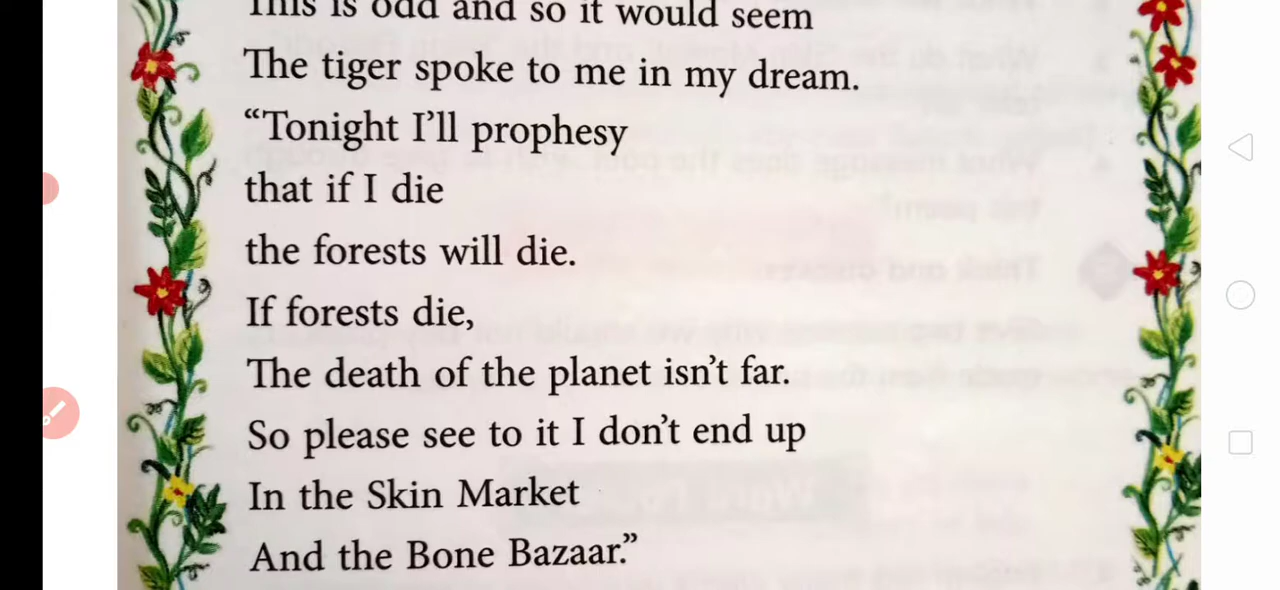 This is odd and so it would seem
The tiger spoke to me in my dream.
“Tonight I’ll prophesy
that if I die
the forests will die.
If forests die,
The death of the planet isn’t far.
So please see to it I don’t end up
In the Skin Market
And the Bone Bazaar.”